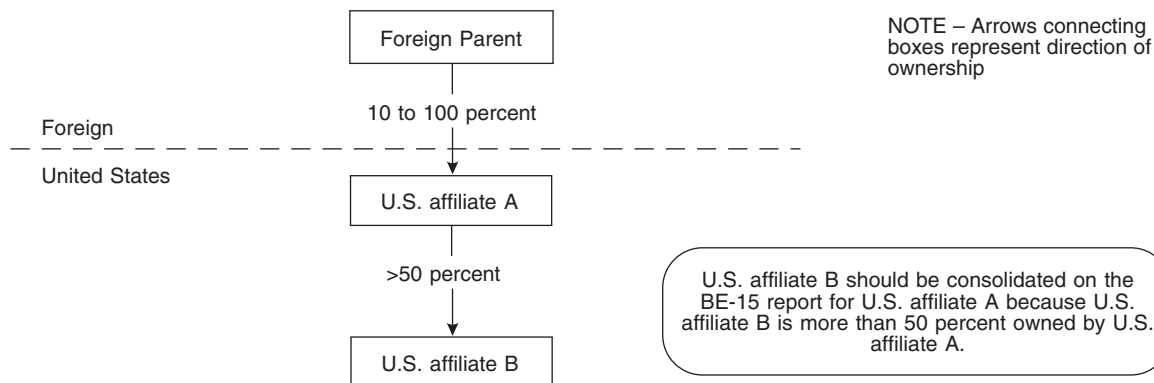 Foreign Parent
NOTE – Arrows connecting
boxes represent direction of
ownership
10 to 100 percent
Foreign
United States
U.S. affiliate A
>50 percent
U.S. affiliate B should be consolidated on the
BE-15 report for U.S. affiliate A because U.S.
affiliate B is more than 50 percent owned by U.S.
affiliate A.
U.S. affiliate B